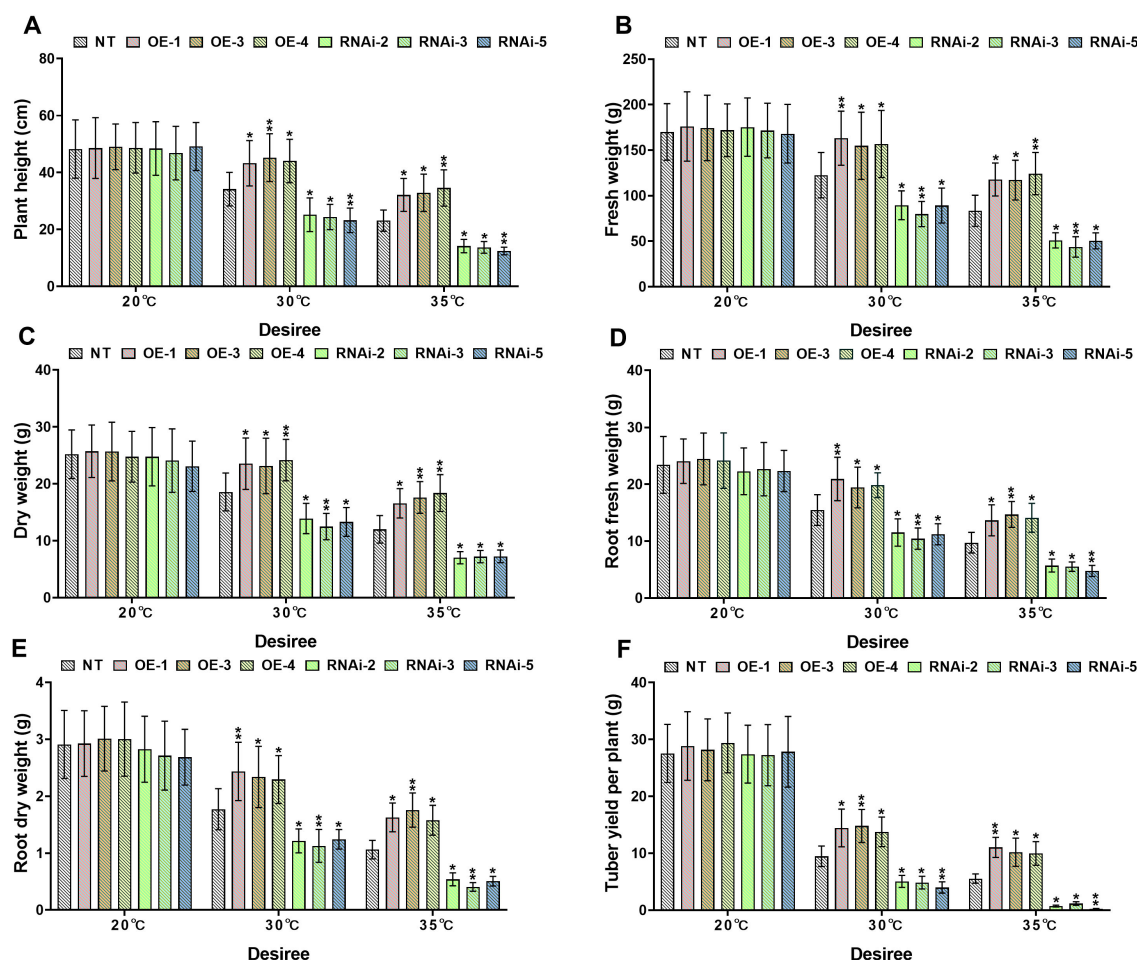 A
NT OE-1 OE-3 OE-4 RNAi-2 RNAi-3 RNAi-5
Plant height (cm)
80
60
40
20
0
* ** * * * ** * * ** * * **
20℃ 30℃ 35℃
Desiree
B
NT OE-1 OE-3 OE-4 RNAi-2 RNAi-3 RNAi-5
Fresh weight (g)
250
200
150
100
50
0
** * * * ** * * * ** * ** *
20℃ 30℃ 35℃
Desiree
C
NT OE-1 OE-3 OE-4 RNAi-2 RNAi-3 RNAi-5
Dry weight (g)
40
30
20
10
0
* * ** * ** * * ** ** * * *
20℃ 30℃ 35℃
Desiree
D
NT OE-1 OE-3 OE-4 RNAi-2 RNAi-3 RNAi-5
Root fresh weight (g)
40
30
20
10
0
** * * * ** * * ** * * * **
20℃ 30℃ 35℃
Desiree
E
NT OE-1 OE-3 OE-4 RNAi-2 RNAi-3 RNAi-5
Root dry weight (g)
4
3
2
1
0
** * * * ** * * ** * * ** *
20℃ 30℃ 35℃
Desiree
F
NT OE-1 OE-3 OE-4 RNAi-2 RNAi-3 RNAi-5
Tuber yield per plant (g)
40
30
20
10
0
* ** * * * ** ** * * * * **
20℃ 30℃ 35℃
Desiree